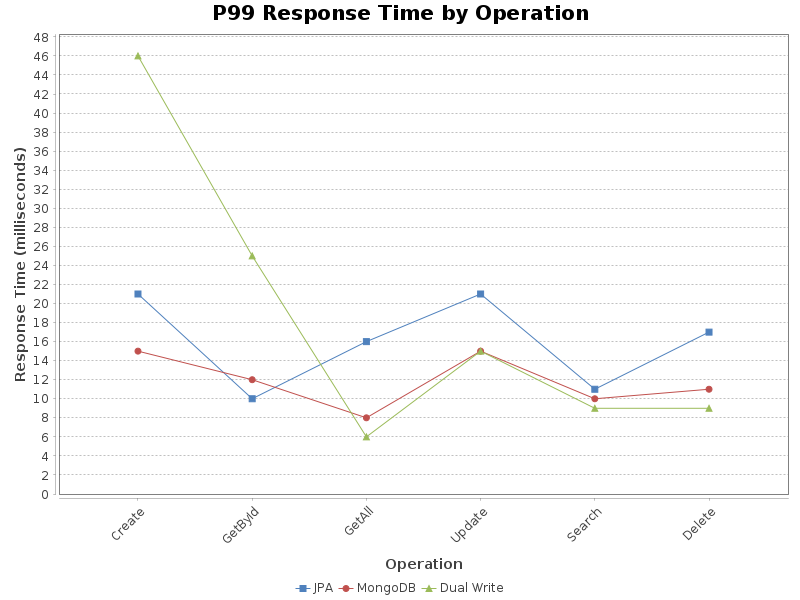 P99 Response Time by Operation
Response Time (milliseconds)
48
46
44
42
40
38
36
34
32
30
28
26
24
22
20
18
16
14
12
10
8
6
4
2
0
Create
GetById
GetAll
Update
Search
Delete
Operation
JPA MongoDB Dual Write